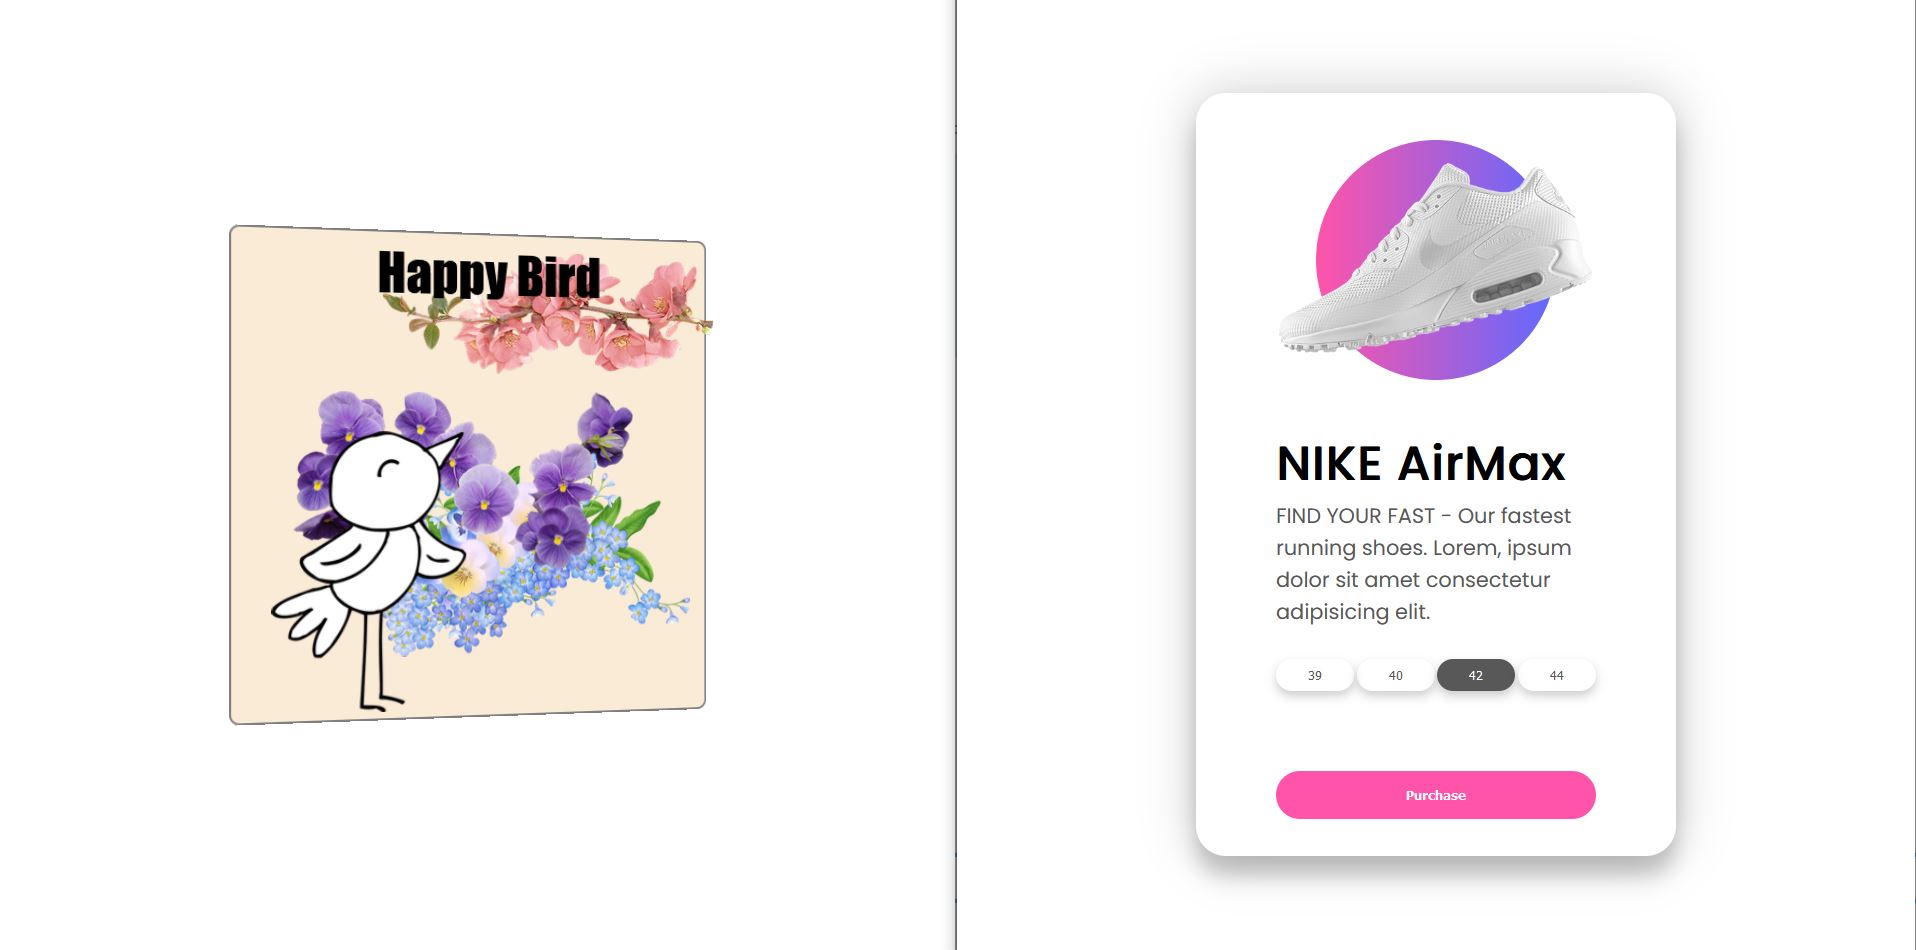 Happy Bird
NIKE AirMax
FIND YOUR FAST - Our fastest
running shoes. Lorem, ipsum
dolor sit amet consectetur
adipisicing elit.
39 40 42 44
Purchase